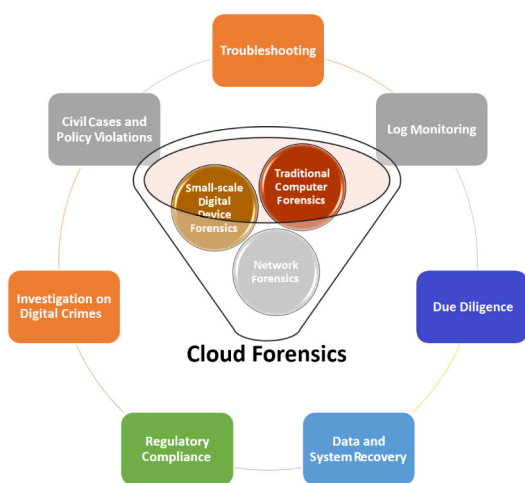 Troubleshooting
Civil Cases and
Policy Violations
Log Monitoring
Traditional
Computer
Forensics
Small-scale
Digital
Device
Forensics
Network
Forensics
Investigation on
Digital Crimes
Due Diligence
Cloud Forensics
Regulatory
Compliance
Data and
System Recovery